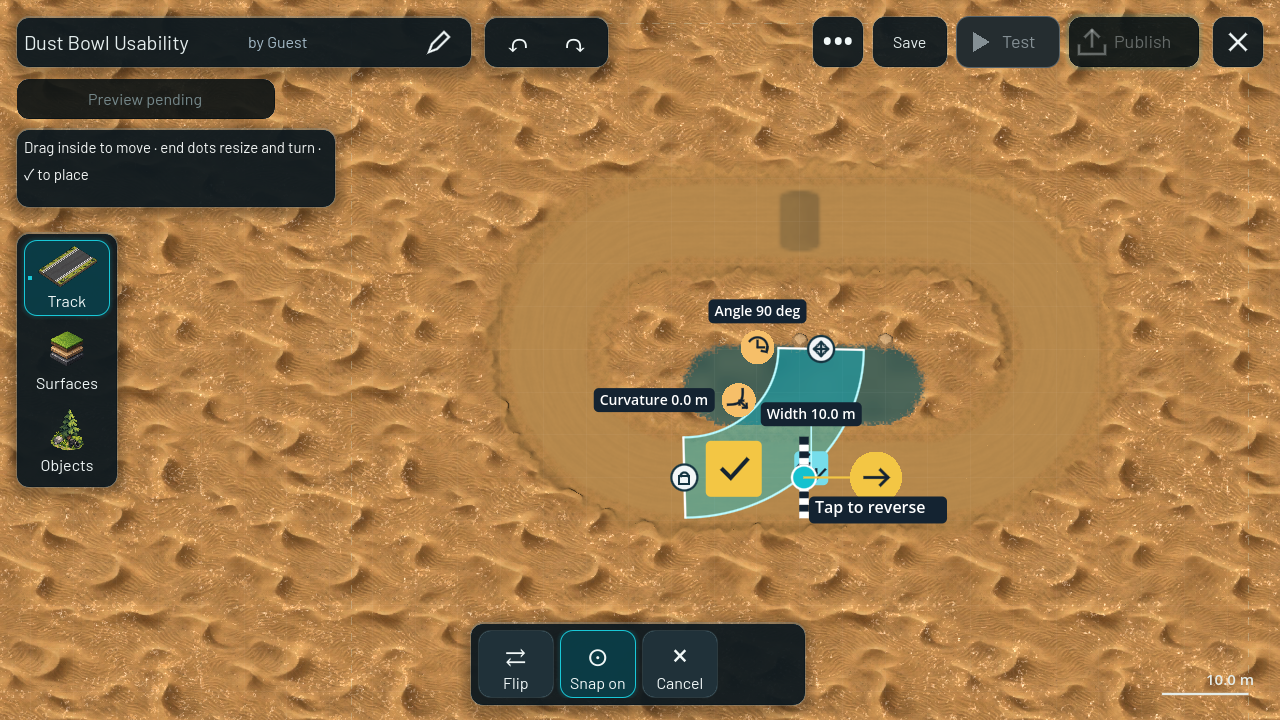 Dust Bowl Usability
by Guest
Save
Test
Publish
Preview pending
Drag inside to move · end dots resize and turn ·
✓ to place
Track
Surfaces
Objects
Angle 90 deg
Curvature 0.0 m
Width 10.0 m
Tap to reverse
Flip
Snap on
Cancel
10.0 m